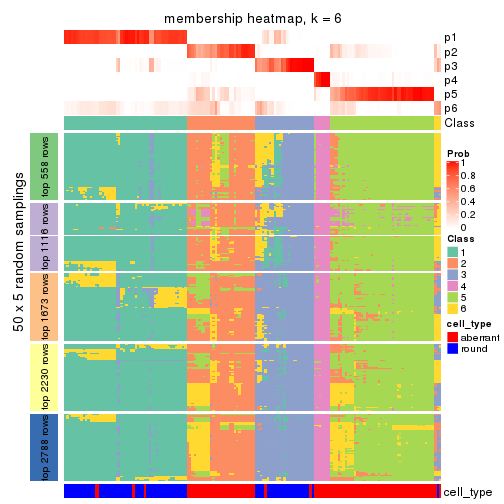 membership heatmap, k = 6
p1
p2
p3
p4
p5
p6
Class
50 x 5 random samplings
top 558 rows
top 1116 rows
top 1673 rows
top 2230 rows
top 2788 rows
cell_type
Prob
1
0.8
0.6
0.4
0.2
0
Class
1
2
3
4
5
6
cell_type
aberrant
round